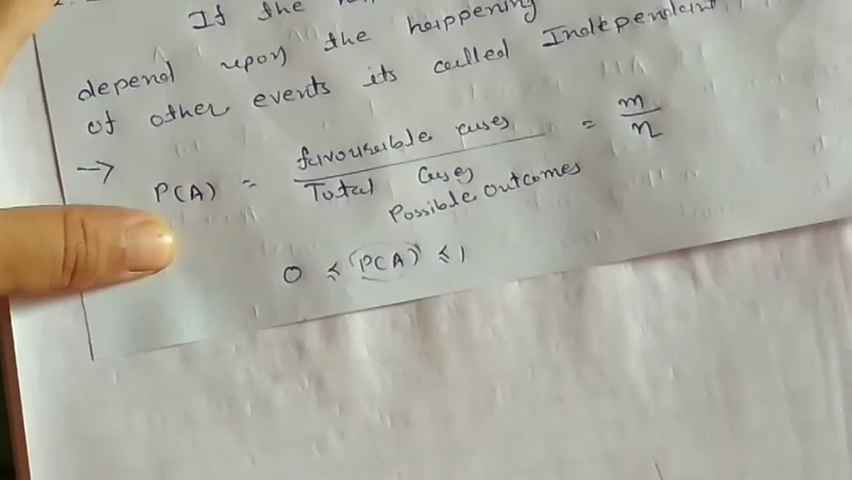 If the
depend upon the happening
of other events its called Independent
→ P(A) = favourable cases / Total cases = m/n
Possible outcomes
0 ≤ P(A) ≤ 1